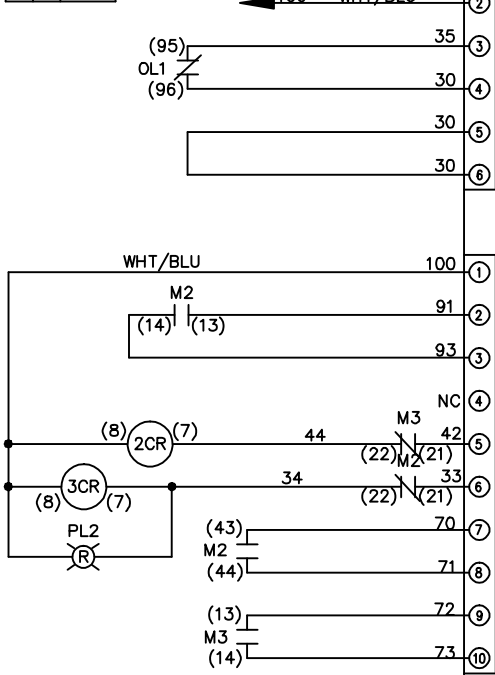 2
(95) 35 3
OL1
(96) 30 4
30 5
30 6
WHT/BLU 100 1
M2 91 2
(14) (13)
93 3
NC 4
M3
(8) 2CR (7) 44 42 5
(22) (21)
M2
3CR 34 33 6
(8) (7) (22) (21)
PL2
R
(43) 70 7
M2
(44) 71 8
(13) 72 9
M3
(14) 73 10